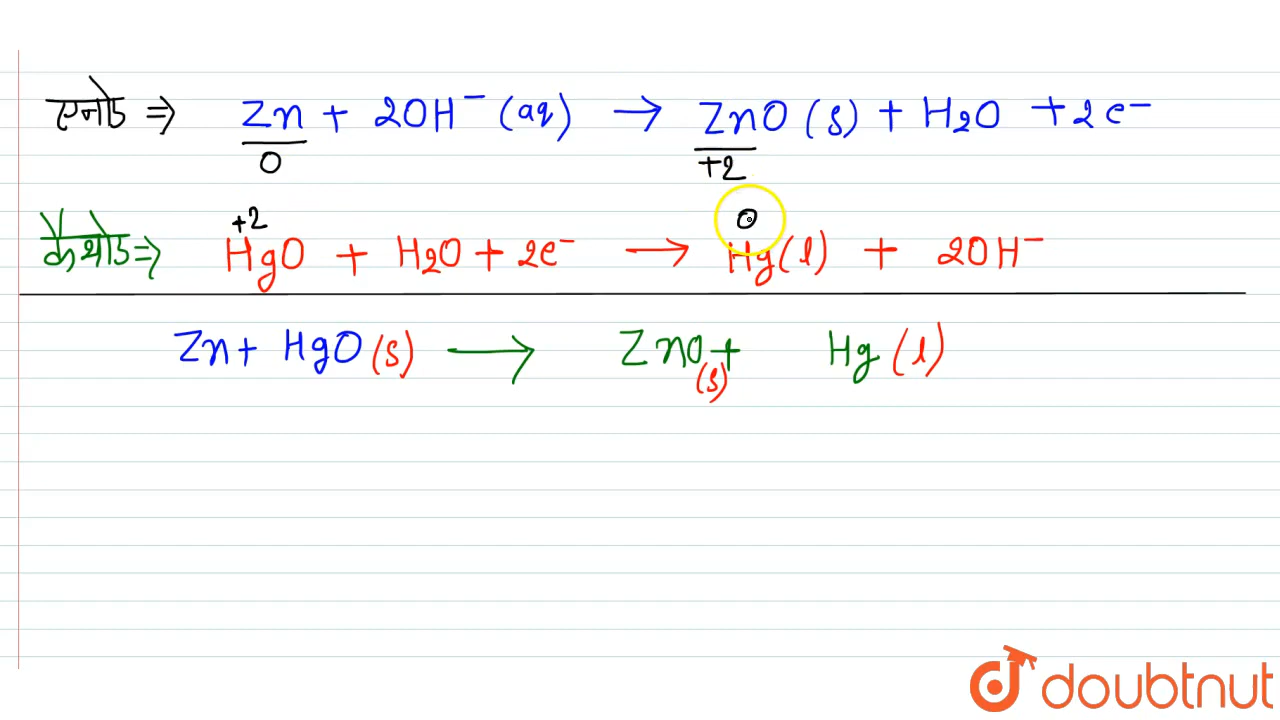 एनोड ⇒ Zn + 2OH⁻ (aq) → ZnO (s) + H2O + 2e⁻
0 +2
+2 0
कैथोड ⇒ HgO + H2O + 2e⁻ → Hg(l) + 2OH⁻
Zn + HgO (s) → ZnO + Hg (l)
(s)
doubtnut